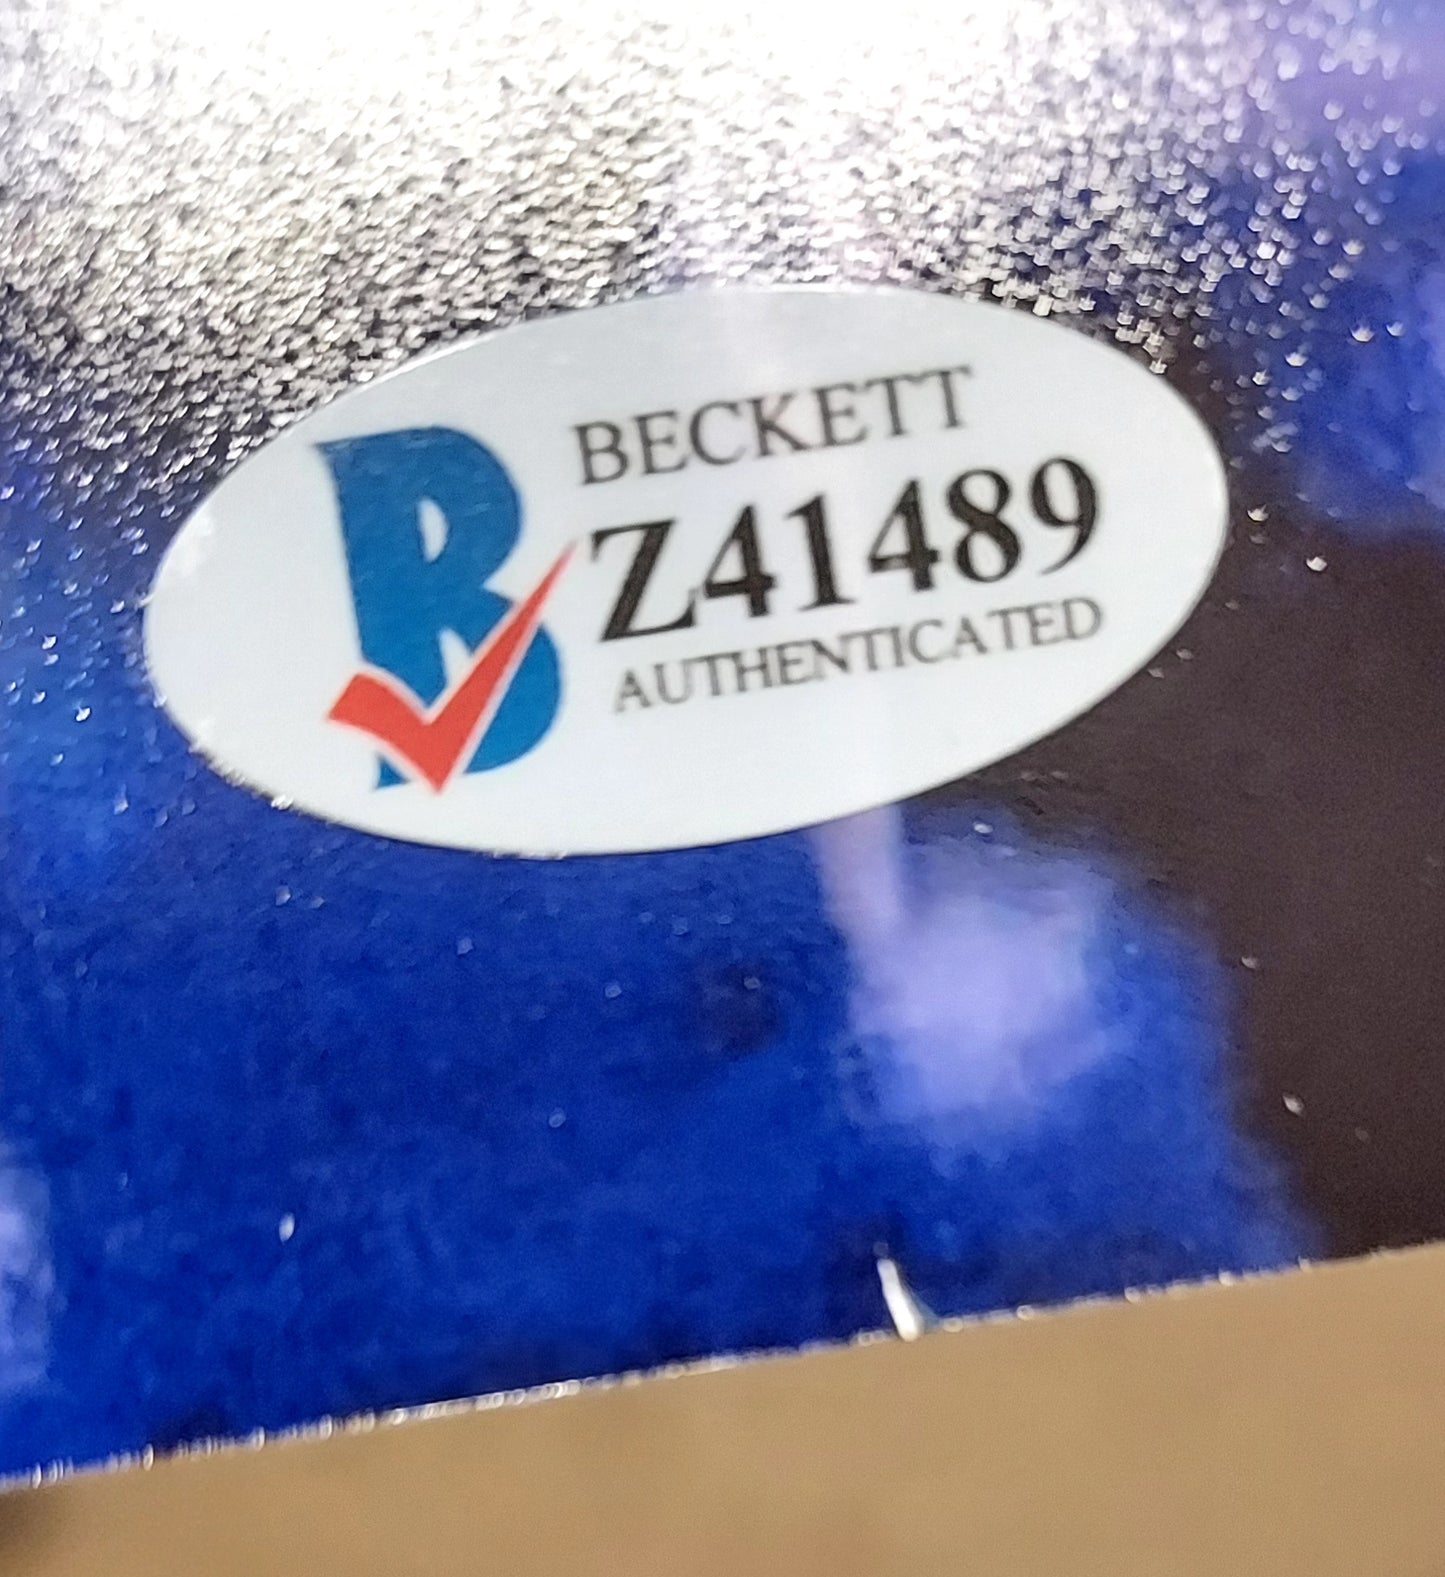 B
BECKETT
Z41489
AUTHENTICATED